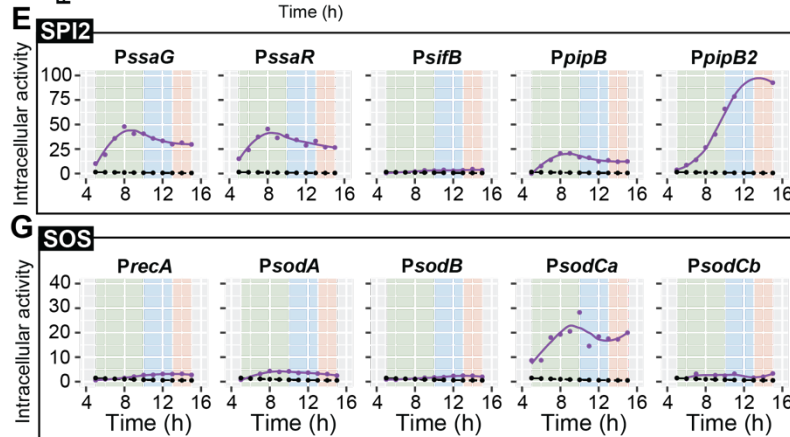 Time (h)
E
SPI2
PssaG PssaR PsifB PpipB PpipB2
Intracellular activity
100
75
50
25
0
4 8 12 16 4 8 12 16 4 8 12 16 4 8 12 16 4 8 12 16
G
SOS
PrecA PsodA PsodB PsodCa PsodCb
Intracellular activity
40
30
20
10
0
4 8 12 16 4 8 12 16 4 8 12 16 4 8 12 16 4 8 12 16
Time (h) Time (h) Time (h) Time (h) Time (h)